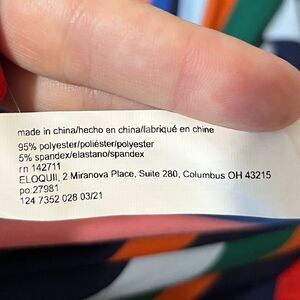 made in china/hecho en china/fabriqué en chine
95% polyester/poliéster/polyester
5% spandex/elastano/spandex
rn 142711
ELOQUII, 2 Miranova Place, Suite 280, Columbus OH 43215
po:27981
124 7352 028 03/21